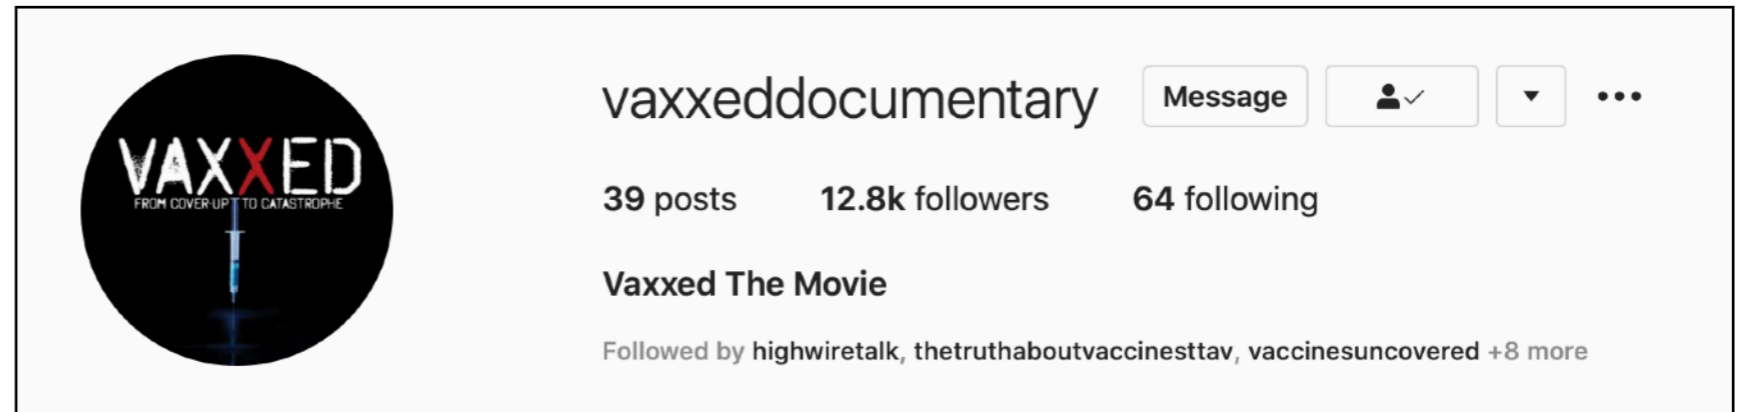 VAXXED
FROM COVER-UP TO CATASTROPHE
vaxxeddocumentary Message
39 posts 12.8k followers 64 following
Vaxxed The Movie
Followed by highwiretalk, thetruthaboutvaccinesttav, vaccinesuncovered +8 more